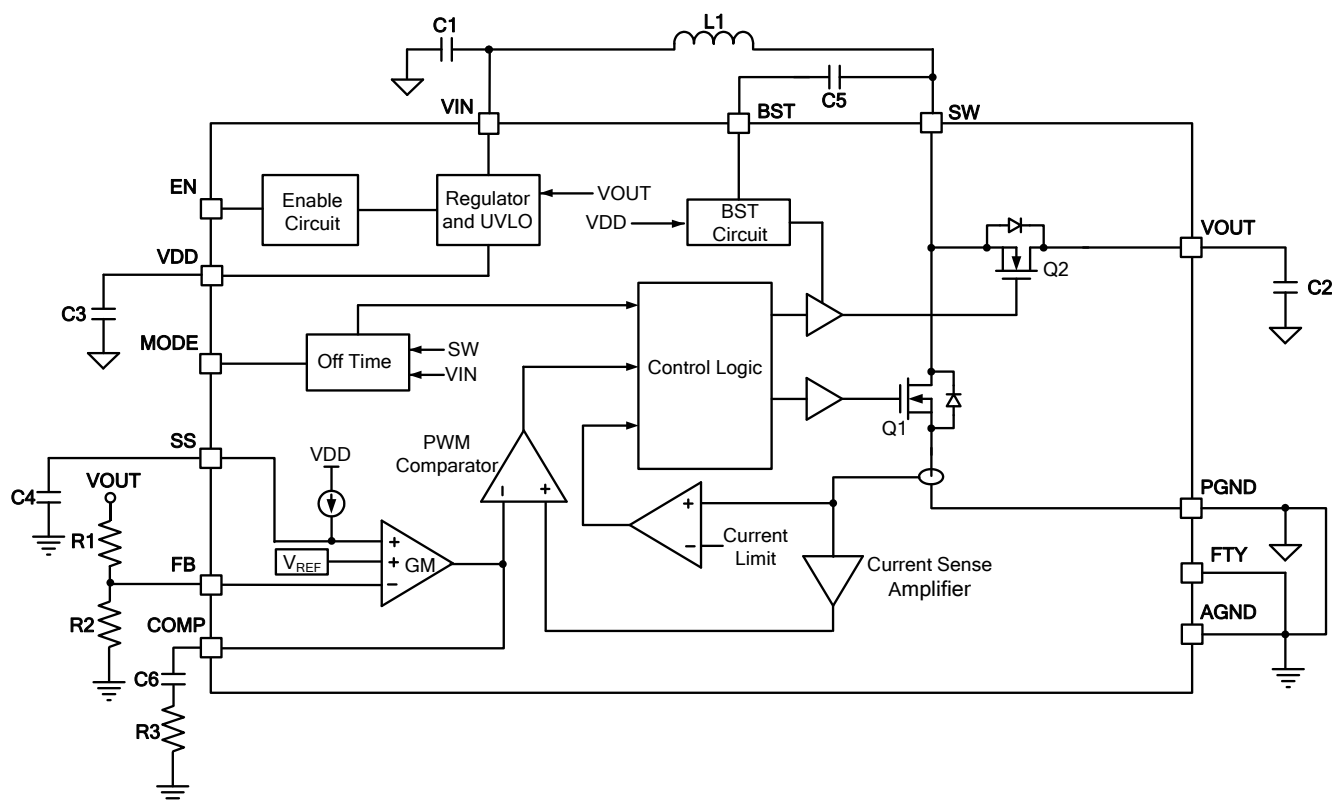 C1
L1
C5
VIN
BST
SW
EN
Enable
Circuit
Regulator
and UVLO
VOUT
VDD
BST
Circuit
VOUT
VDD
Q2
C2
C3
MODE
Off Time
SW
VIN
Control Logic
Q1
SS
VDD
PWM
Comparator
C4
VOUT
R1
+
+
−
GM
VREF
− +
+
−
Current
Limit
Current Sense
Amplifier
PGND
FTY
AGND
FB
R2
COMP
C6
R3